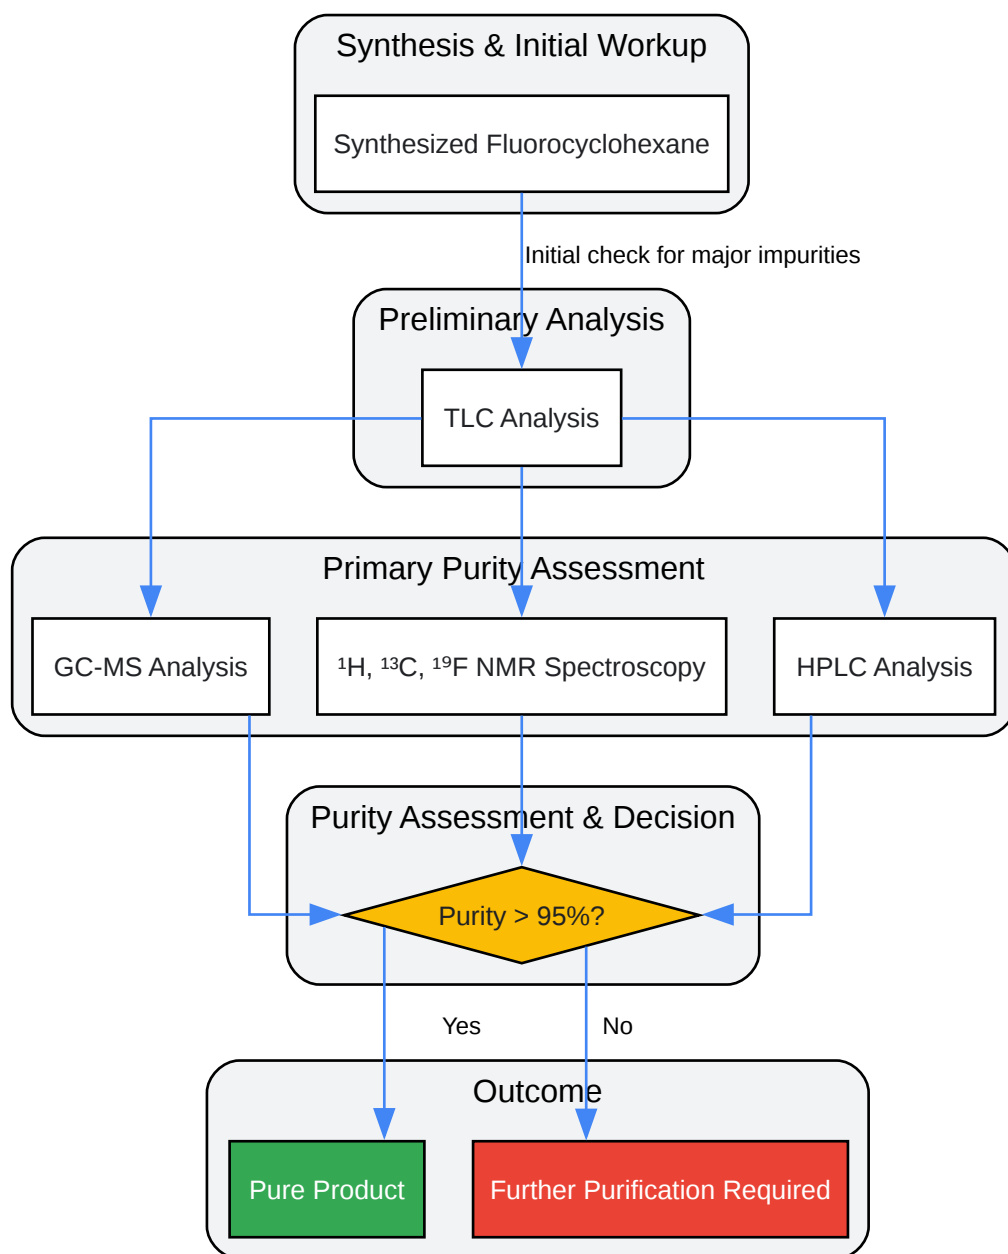 Synthesis & Initial Workup
Synthesized Fluorocyclohexane
Initial check for major impurities
Preliminary Analysis
TLC Analysis
Primary Purity Assessment
GC-MS Analysis
¹H, ¹³C, ¹⁹F NMR Spectroscopy
HPLC Analysis
Purity Assessment & Decision
Purity > 95%?
Yes
No
Outcome
Pure Product
Further Purification Required